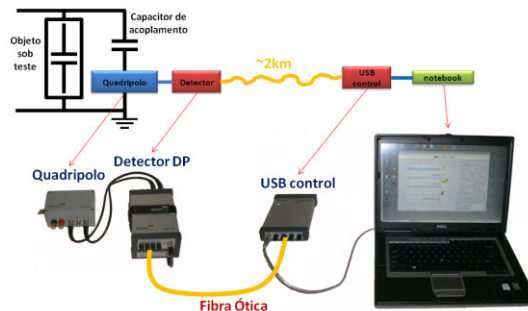 Objeto
sob
teste
Capacitor de
acoplamento
Quadripolo
Detector
~2km
USB
control
notebook
Quadripolo
Detector DP
USB control
DELL
Fibra Ótica